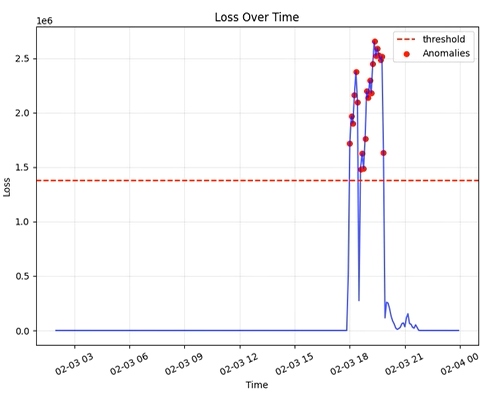 Loss Over Time
1e6
threshold
Anomalies
2.5
2.0
1.5
1.0
0.5
0.0
Loss
02-03 03
02-03 06
02-03 09
02-03 12
02-03 15
02-03 18
02-03 21
02-04 00
Time